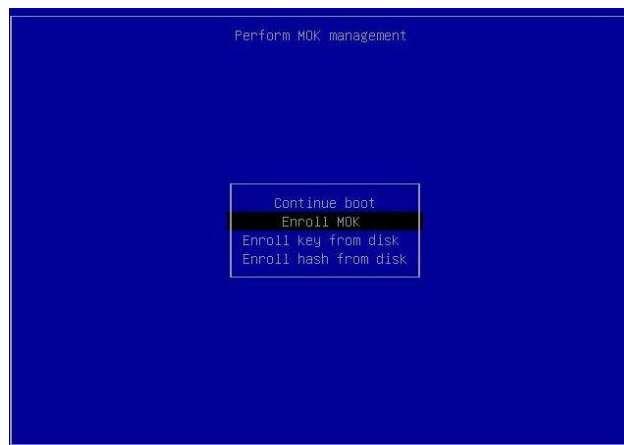 Perform MOK management
Continue boot
Enroll MOK
Enroll key from disk
Enroll hash from disk